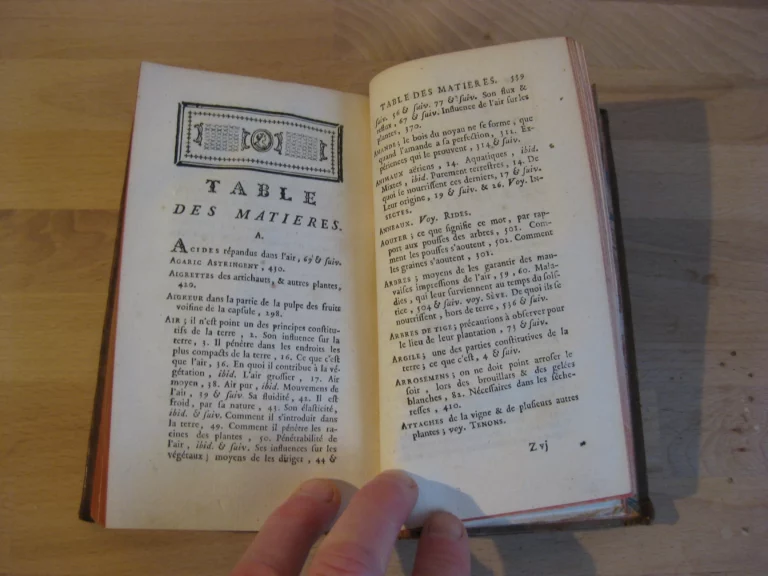 TABLE
DES MATIERES.
A.
ACIDES répandus dans l'air, 69 & suiv.
AGARIC ASTRINGENT, 430.
AIGRETTES des artichauts, & autres plantes,
420.
AIGREUR dans la partie de la pulpe des fruits
voisine de la capsule, 298.
AIR; il n'est point un des principes constitu-
tifs de la terre, 2. Son influence sur la
terre, 5. Il pénètre dans les endroits les
plus compacts de la terre, 26. Ce que c'est
que l'air, 36. En quoi il contribue à la vé-
gétation, ibid. L'air grossier, 37. Air
moyen, 38. Air pur, ibid. Mouvemens de
l'air, 39 & suiv. Sa fluidité, 42. Il est
froid, par sa nature, 43. Son élasticité,
ibid. & suiv. Comment il s'introduit dans
la terre, 49. Comment il pénètre les ra-
cines des plantes, 50. Pénétrabilité de
l'air, ibid. & suiv. Ses influences sur les
végétaux; moyens de les diriger, 44 &
TABLE DES MATIERES. 539
suiv. 56 & suiv. 77 & suiv. Son flux &
reflux, 67 & suiv. Influence de l'air sur les
plantes, 370.
AMANDE; le bois du noyau ne se forme, que
quand l'amande a sa perfection, 311. Ex-
périences qui le prouvent, 314 & suiv.
ANIMAUX aériens, 14. Aquatiques, ibid.
Mixtes, ibid. Purement terrestres, 14. De
quoi se nourrissent ces derniers, 17 & suiv.
Leur origine, 19 & suiv. & 26. Voy. IN-
SECTES.
ANNEAUX. Voy. RIDES.
AOUTER; ce que signifie ce mot, par rap-
port aux pousses des arbres, 501. Com-
ment les pousses s'aoutent, 502. Comment
les graines s'aoutent, 503.
ARBRES; moyens de les garantir des mau-
vaises impressions de l'air, 59, 60. Mala-
dies, qui leur surviennent au temps du sols-
tice, 504 & suiv. voy. SÈVE. De quoi ils se
nourrissent, hors de terre, 536 & suiv.
ARBRES DE TIGE; précautions à observer pour
le lieu de leur plantation, 75 & suiv.
ARGILE; une des parties constitutives de la
terre; ce que c'est, 4 & suiv.
ARROSEMENS; on ne doit point arroser le
soir, lors des brouillats & des gelées
blanches, 82. Nécessaires dans les séche-
resses, 410.
ATTACHES de la vigne & de plusieurs autres
plantes; voy. TENONS.
Z vj